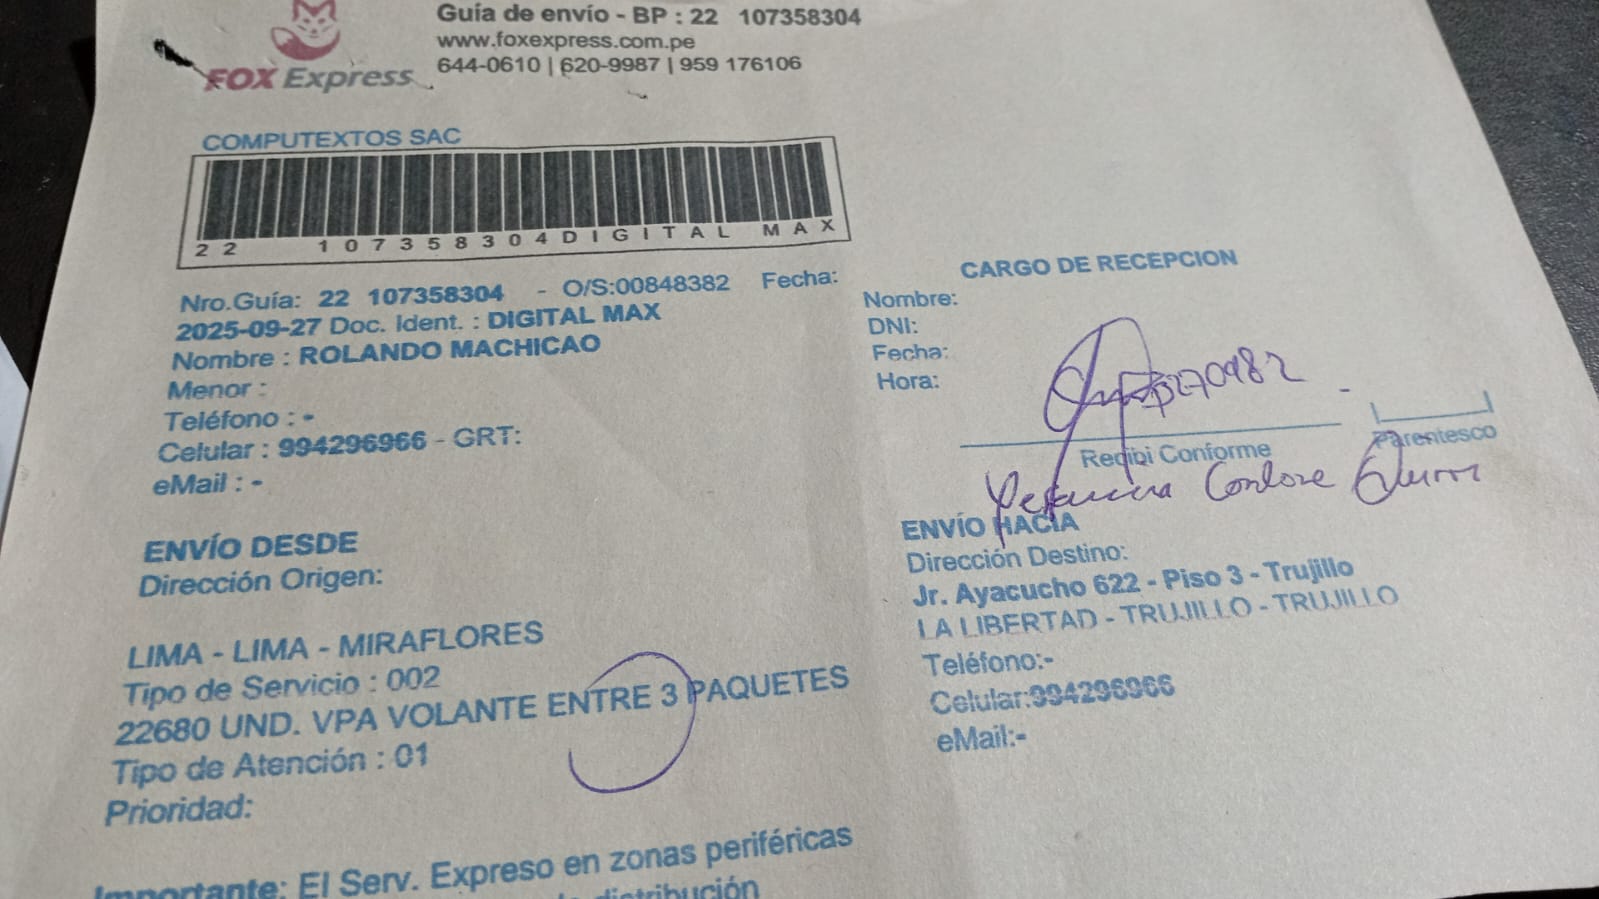 Guía de envío - BP : 22 107358304
www.foxexpress.com.pe
644-0610 | 620-9987 | 959 176106
FOX Express
COMPUTEXTOS SAC
22 107358304DIGITAL MAX
Nro.Guía: 22 107358304 - O/S:00848382 Fecha:
2025-09-27 Doc. Ident. : DIGITAL MAX
Nombre : ROLANDO MACHICAO
Menor :
Teléfono : -
Celular : 994296966 - GRT:
eMail : -
ENVÍO DESDE
Dirección Origen:
LIMA - LIMA - MIRAFLORES
Tipo de Servicio : 002
22680 UND. VPA VOLANTE ENTRE 3 PAQUETES
Tipo de Atención : 01
Prioridad:
Importante: El Serv. Expreso en zonas periféricas
distribución
CARGO DE RECEPCION
Nombre:
DNI:
Fecha:
Hora:
Recibi Conforme
Parentesco
ENVÍO HACIA
Dirección Destino:
Jr. Ayacucho 622 - Piso 3 - Trujillo
LA LIBERTAD - TRUJILLO - TRUJILLO
Teléfono:-
Celular:994296966
eMail:-